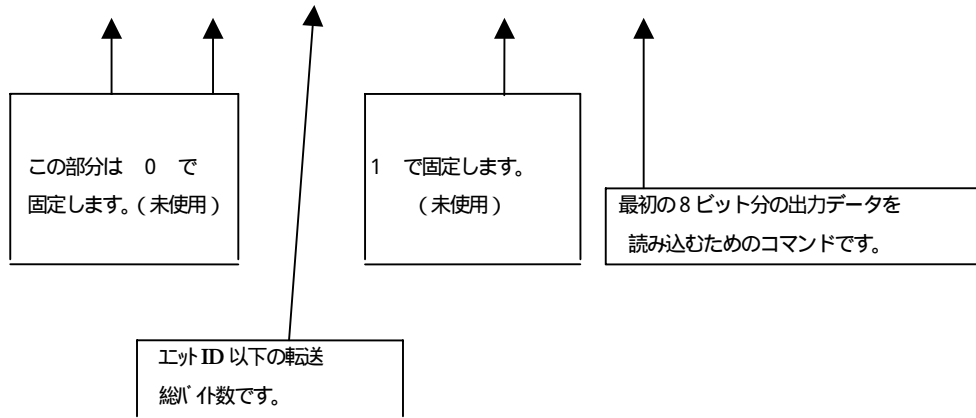 この部分は 0 で
固定します。(未使用)
1 で固定します。
(未使用)
最初の8ビット分の出力データを
読み込むためのコマンドです。
ユニットID以下の転送
総バイト数です。